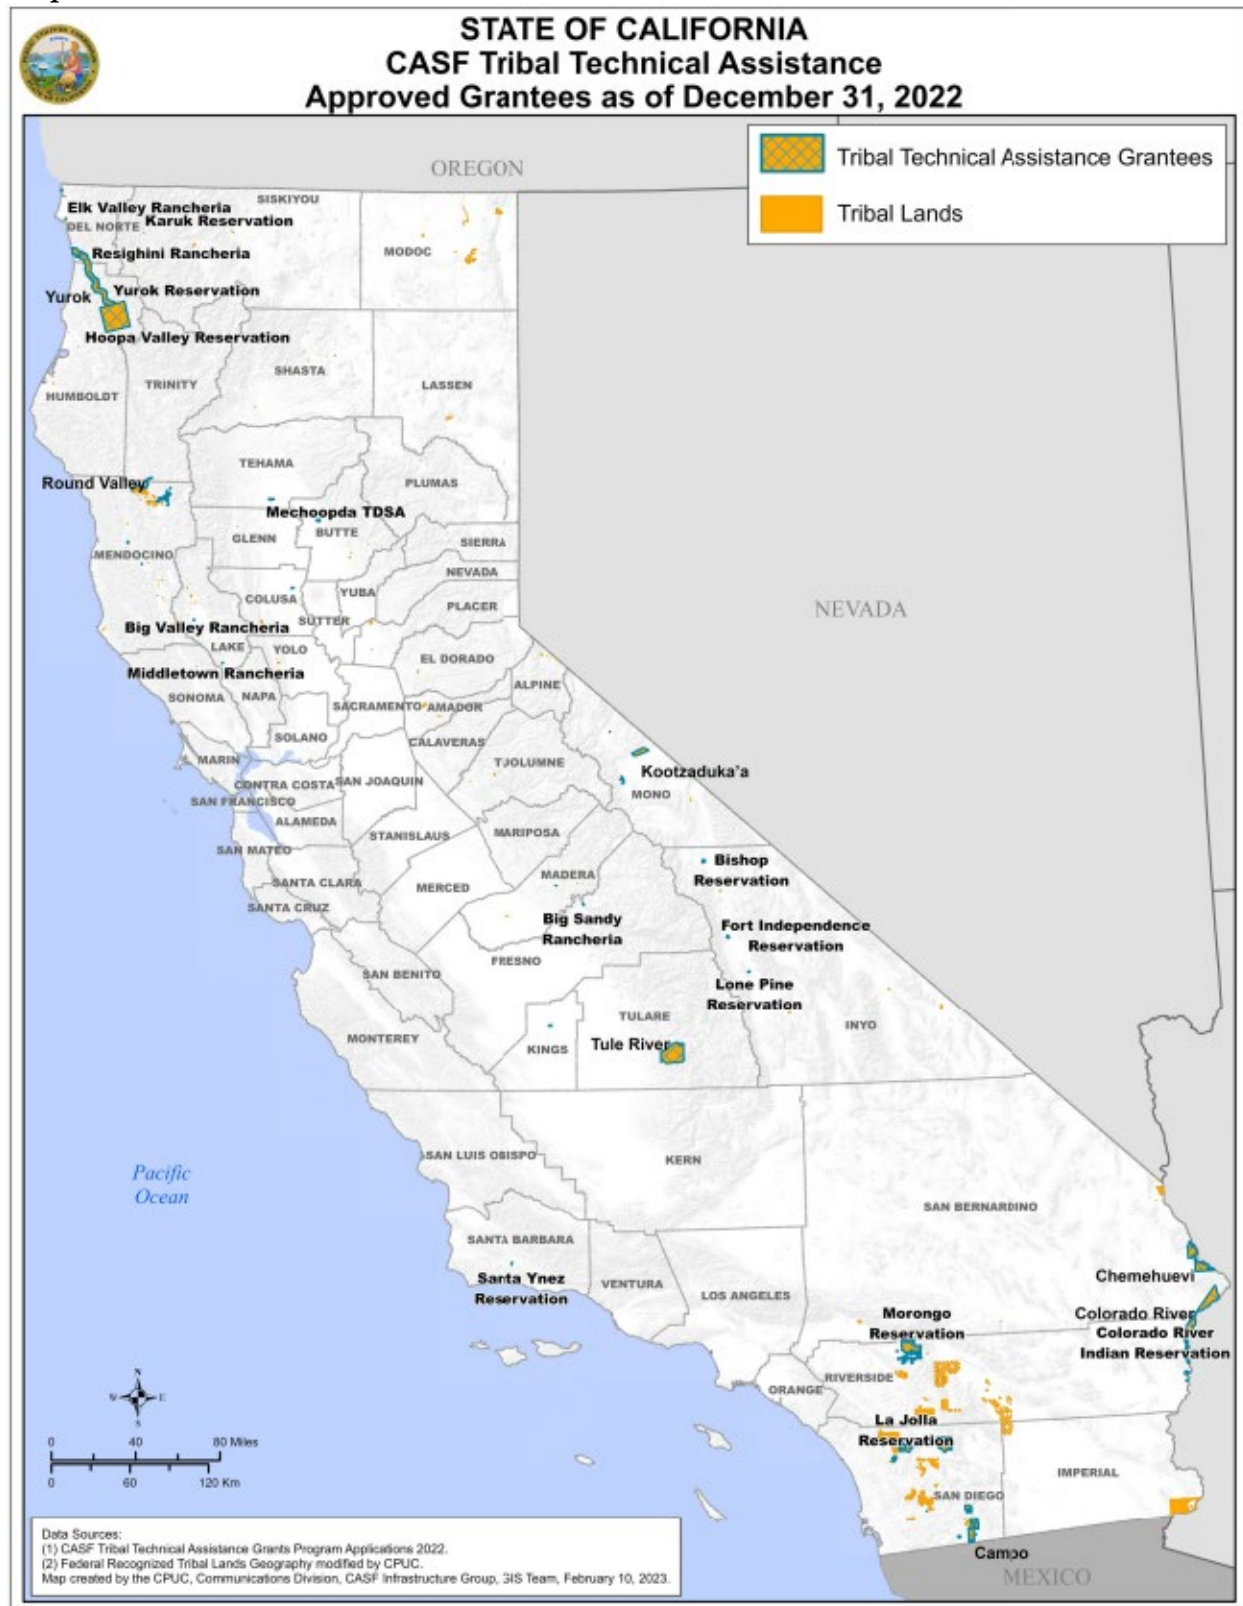 STATE OF CALIFORNIA
CASF Tribal Technical Assistance
Approved Grantees as of December 31, 2022
Tribal Technical Assistance Grantees
Tribal Lands
OREGON
SISKIYOU
Elk Valley Rancheria
DEL NORTE
Karuk Reservation
MODOC
Resighini Rancheria
Yurok
Yurok Reservation
Hoopa Valley Reservation
SHASTA
TRINITY
LASSEN
HUMBOLDT
TEHAMA
Round Valley
PLUMAS
Mechoopda TDSA
BUTTE
GLENN
SIERRA
MENDOCINO
NEVADA
YUBA
COLUSA
PLACER
NEVADA
SUTTER
Big Valley Rancheria
LAKE
YOLO
EL DORADO
Middletown Rancheria
ALPINE
SONOMA
NAPA
SACRAMENTO
AMADOR
SOLANO
CALAVERAS
MARIN
TJOLUMNE
Kootzaduka'a
CONTRA COSTA
SAN JOAQUIN
MONO
SAN FRANCISCO
ALAMEDA
STANISLAUS
MARIPOSA
SAN MATEO
Bishop
Reservation
MADERA
SANTA CLARA
MERCED
SANTA CRUZ
Big Sandy
Rancheria
Fort Independence
Reservation
FRESNO
SAN BENITO
Lone Pine
Reservation
TULARE
INYO
MONTEREY
Tule River
KINGS
SAN LUIS OBISPO
KERN
Pacific
Ocean
SAN BERNARDINO
SANTA BARBARA
Santa Ynez
Reservation
VENTURA
LOS ANGELES
Chemehuevi
Colorado River
Morongo
Reservation
Colorado River
Indian Reservation
RIVERSIDE
ORANGE
La Jolla
Reservation
IMPERIAL
SAN DIEGO
Campo
MEXICO
N
W E
S
0 40 80 Miles
0 60 120 Km
Data Sources:
(1) CASF Tribal Technical Assistance Grants Program Applications 2022.
(2) Federal Recognized Tribal Lands Geography modified by CPUC.
Map created by the CPUC, Communications Division, CASF Infrastructure Group, GIS Team, February 10, 2023.